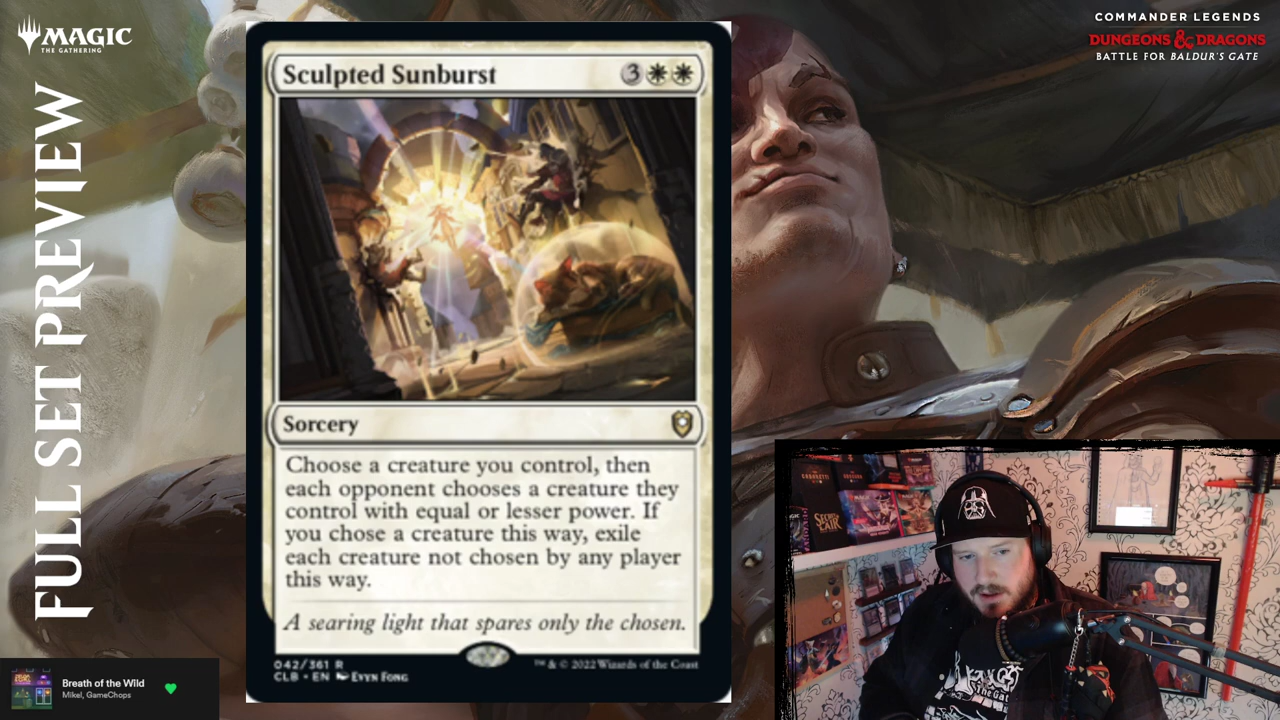 MAGIC
THE GATHERING
FULL SET PREVIEW
COMMANDER LEGENDS
DUNGEONS & DRAGONS
BATTLE FOR BALDUR'S GATE
Sculpted Sunburst 3
Sorcery
Choose a creature you control, then
each opponent chooses a creature they
control with equal or lesser power. If
you chose a creature this way, exile
each creature not chosen by any player
this way.
A searing light that spares only the chosen.
042/361 R
CLB • EN EVYN FONG
™ & © 2022 Wizards of the Coast
Breath of the Wild
Mikel, GameChops
SECRET
LAIR